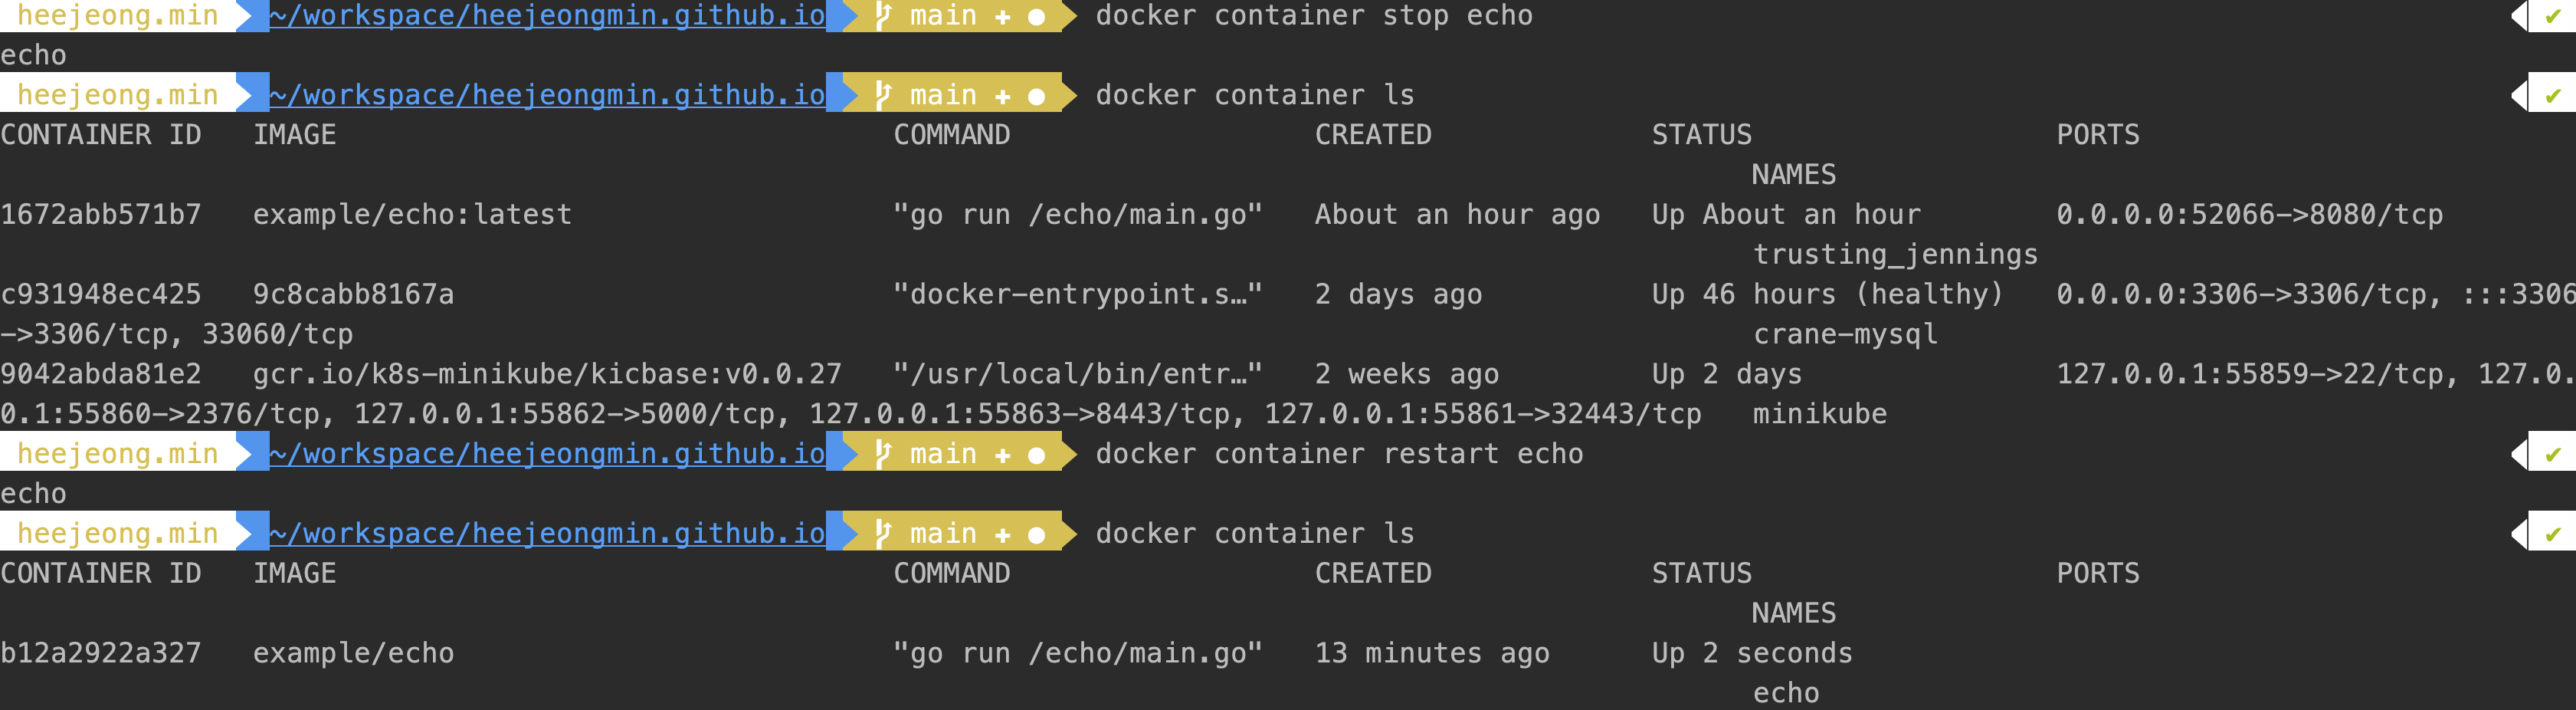 heejeong.min ~/workspace/heejeongmin.github.io main + ● docker container stop echo ✔
echo
heejeong.min ~/workspace/heejeongmin.github.io main + ● docker container ls ✔
CONTAINER ID   IMAGE                                 COMMAND                  CREATED             STATUS                  PORTS
NAMES
1672abb571b7   example/echo:latest                   "go run /echo/main.go"   About an hour ago   Up About an hour        0.0.0.0:52066->8080/tcp
trusting_jennings
c931948ec425   9c8cabb8167a                          "docker-entrypoint.s…"   2 days ago          Up 46 hours (healthy)   0.0.0.0:3306->3306/tcp, :::3306
->3306/tcp, 33060/tcp                   crane-mysql
9042abda81e2   gcr.io/k8s-minikube/kicbase:v0.0.27   "/usr/local/bin/entr…"   2 weeks ago         Up 2 days               127.0.0.1:55859->22/tcp, 127.0.
0.1:55860->2376/tcp, 127.0.0.1:55862->5000/tcp, 127.0.0.1:55863->8443/tcp, 127.0.0.1:55861->32443/tcp   minikube
heejeong.min ~/workspace/heejeongmin.github.io main + ● docker container restart echo ✔
echo
heejeong.min ~/workspace/heejeongmin.github.io main + ● docker container ls ✔
CONTAINER ID   IMAGE                                 COMMAND                  CREATED             STATUS                  PORTS
NAMES
b12a2922a327   example/echo                          "go run /echo/main.go"   13 minutes ago      Up 2 seconds
echo